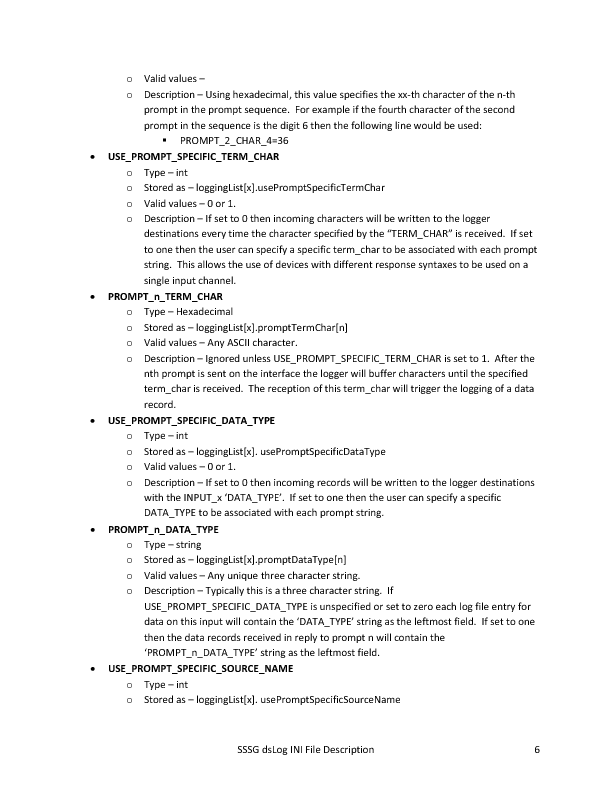 o Valid values –
o Description – Using hexadecimal, this value specifies the xx-th character of the n-th
prompt in the prompt sequence.  For example if the fourth character of the second
prompt in the sequence is the digit 6 then the following line would be used:
▪ PROMPT_2_CHAR_4=36
• USE_PROMPT_SPECIFIC_TERM_CHAR
o Type – int
o Stored as – loggingList[x].usePromptSpecificTermChar
o Valid values – 0 or 1.
o Description – If set to 0 then incoming characters will be written to the logger
destinations every time the character specified by the “TERM_CHAR” is received.  If set
to one then the user can specify a specific term_char to be associated with each prompt
string.  This allows the use of devices with different response syntaxes to be used on a
single input channel.
• PROMPT_n_TERM_CHAR
o Type – Hexadecimal
o Stored as – loggingList[x].promptTermChar[n]
o Valid values – Any ASCII character.
o Description – Ignored unless USE_PROMPT_SPECIFIC_TERM_CHAR is set to 1.  After the
nth prompt is sent on the interface the logger will buffer characters until the specified
term_char is received.  The reception of this term_char will trigger the logging of a data
record.
• USE_PROMPT_SPECIFIC_DATA_TYPE
o Type – int
o Stored as – loggingList[x]. usePromptSpecificDataType
o Valid values – 0 or 1.
o Description – If set to 0 then incoming records will be written to the logger destinations
with the INPUT_x ‘DATA_TYPE’.  If set to one then the user can specify a specific
DATA_TYPE to be associated with each prompt string.
• PROMPT_n_DATA_TYPE
o Type – string
o Stored as – loggingList[x].promptDataType[n]
o Valid values – Any unique three character string.
o Description – Typically this is a three character string.  If
USE_PROMPT_SPECIFIC_DATA_TYPE is unspecified or set to zero each log file entry for
data on this input will contain the ‘DATA_TYPE’ string as the leftmost field.  If set to one
then the data records received in reply to prompt n will contain the
‘PROMPT_n_DATA_TYPE’ string as the leftmost field.
• USE_PROMPT_SPECIFIC_SOURCE_NAME
o Type – int
o Stored as – loggingList[x]. usePromptSpecificSourceName
SSSG dsLog INI File Description 6